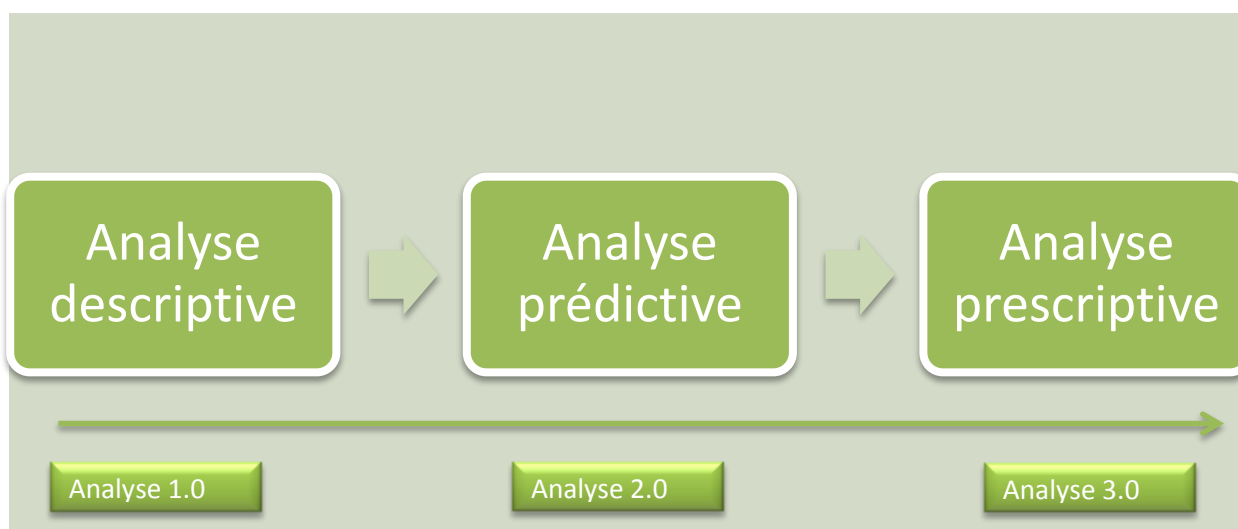 Analyse
descriptive
Analyse
prédictive
Analyse
prescriptive
Analyse 1.0
Analyse 2.0
Analyse 3.0